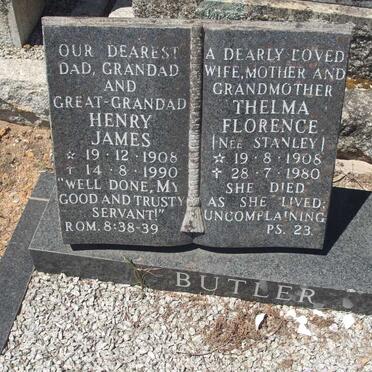 OUR DEAREST
DAD, GRANDAD
AND
GREAT-GRANDAD
HENRY
JAMES
☆ 19·12·1908
† 14·8·1990
"WELL DONE, MY
GOOD AND TRUSTY
SERVANT!"
ROM. 8:38-39
A DEARLY LOVED
WIFE, MOTHER AND
GRANDMOTHER
THELMA
FLORENCE
(NÉE STANLEY)
☆ 19·8·1908
✝ 28·7·1980
SHE DIED
AS SHE LIVED,
UNCOMPLAINING
PS. 23.
BUTLER